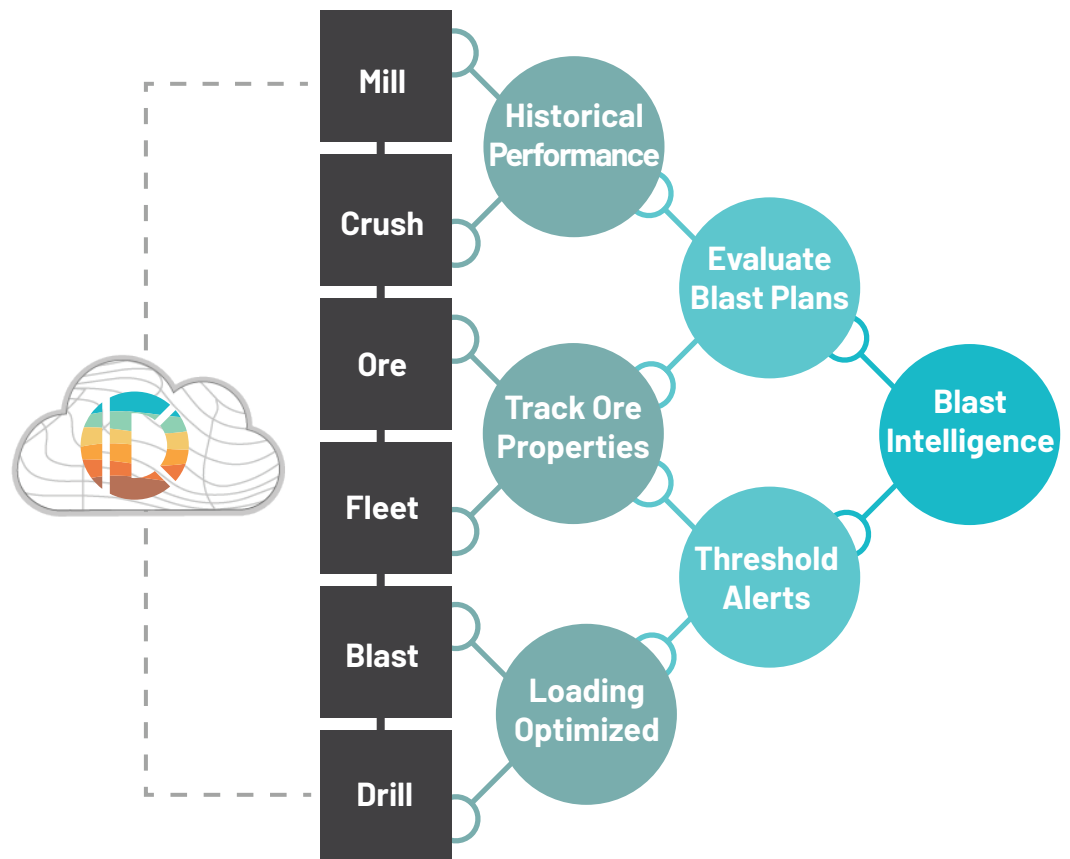 Mill
Crush
Ore
Fleet
Blast
Drill
Historical
Performance
Track Ore
Properties
Loading
Optimized
Evaluate
Blast Plans
Threshold
Alerts
Blast
Intelligence